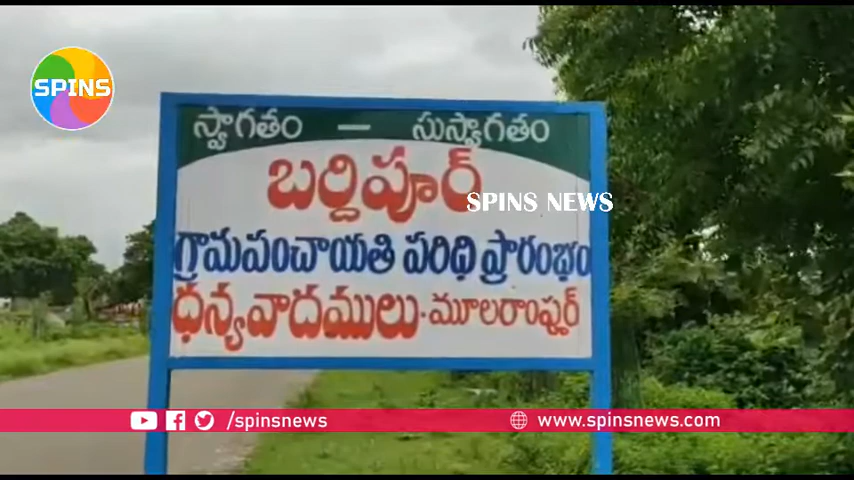 SPINS
స్వాగతం - సుస్వాగతం
బర్దిపూర్
SPINS NEWS
గ్రామపంచాయతి పరిధి ప్రారంభం
ధన్యవాదములు·మూలరాంపూర్
/spinsnews
www.spinsnews.com